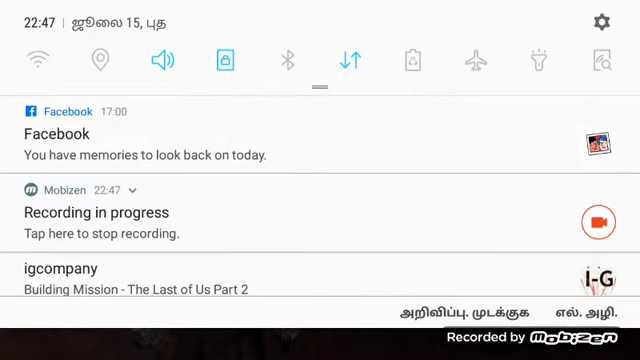 22:47 | ஜூலை 15, புத
Facebook 17:00
Facebook
You have memories to look back on today.
m Mobizen 22:47
Recording in progress
Tap here to stop recording.
igcompany
Building Mission - The Last of Us Part 2
i-G
அறிவிப்பு. முடக்குக எல். அழி.
Recorded by mobizen